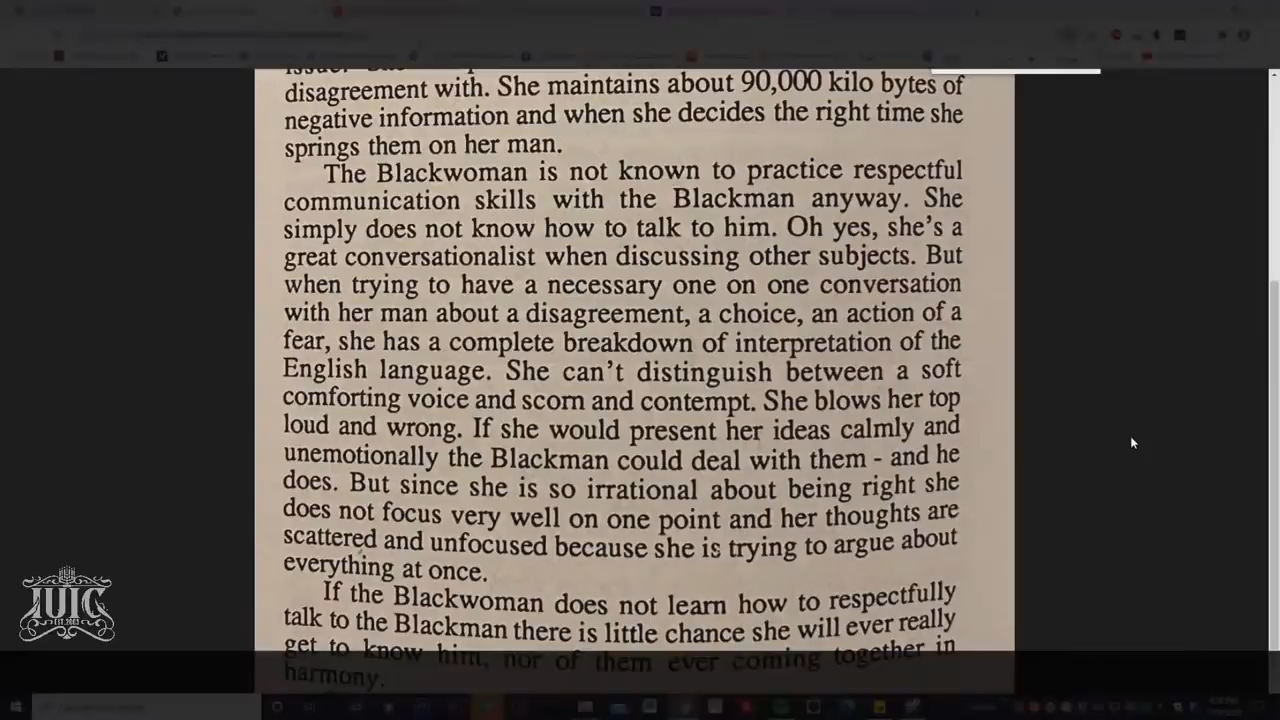 disagreement with. She maintains about 90,000 kilo bytes of
negative information and when she decides the right time she
springs them on her man.
The Blackwoman is not known to practice respectful
communication skills with the Blackman anyway. She
simply does not know how to talk to him. Oh yes, she's a
great conversationalist when discussing other subjects. But
when trying to have a necessary one on one conversation
with her man about a disagreement, a choice, an action of a
fear, she has a complete breakdown of interpretation of the
English language. She can't distinguish between a soft
comforting voice and scorn and contempt. She blows her top
loud and wrong. If she would present her ideas calmly and
unemotionally the Blackman could deal with them - and he
does. But since she is so irrational about being right she
does not focus very well on one point and her thoughts are
scattered and unfocused because she is trying to argue about
everything at once.
If the Blackwoman does not learn how to respectfully
talk to the Blackman there is little chance she will ever really
get to know him, nor of them ever coming together in
harmony.
IUIC
EST. 2003